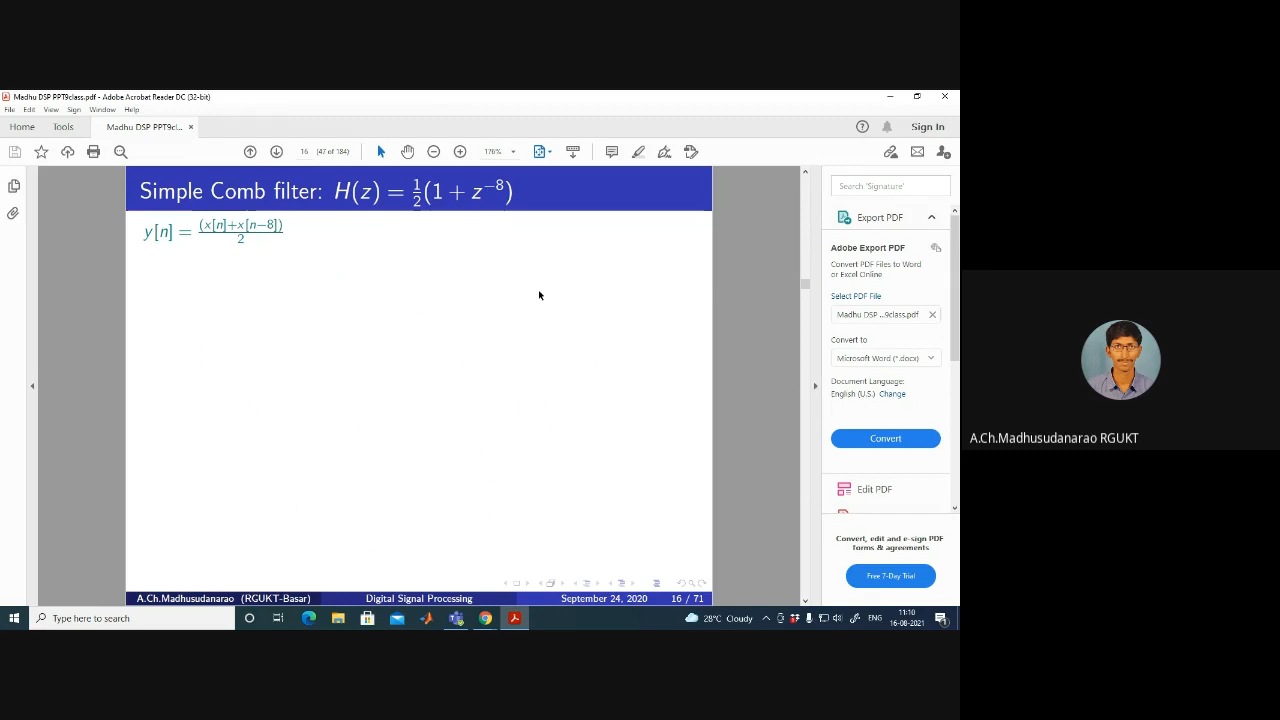 Madhu DSP PPT9class.pdf - Adobe Acrobat Reader DC (32-bit)
File Edit View Sign Window Help
Home Tools Madhu DSP PPT9cl... × Sign In
16 (47 of 184) 176%
Simple Comb filter: H(z) = 1/2(1 + z⁻⁸)
y[n] = (x[n]+x[n−8])/2
Search 'Signature'
Export PDF
Adobe Export PDF
Convert PDF Files to Word
or Excel Online
Select PDF File
Madhu DSP ...9class.pdf
Convert to
Microsoft Word (*.docx)
Document Language:
English (U.S.) Change
Convert
Edit PDF
Convert, edit and e-sign PDF
forms & agreements
Free 7-Day Trial
A.Ch.Madhusudanarao (RGUKT-Basar) Digital Signal Processing September 24, 2020 16 / 71
Type here to search 28°C Cloudy ENG 11:10
16-08-2021
A.Ch.Madhusudanarao RGUKT